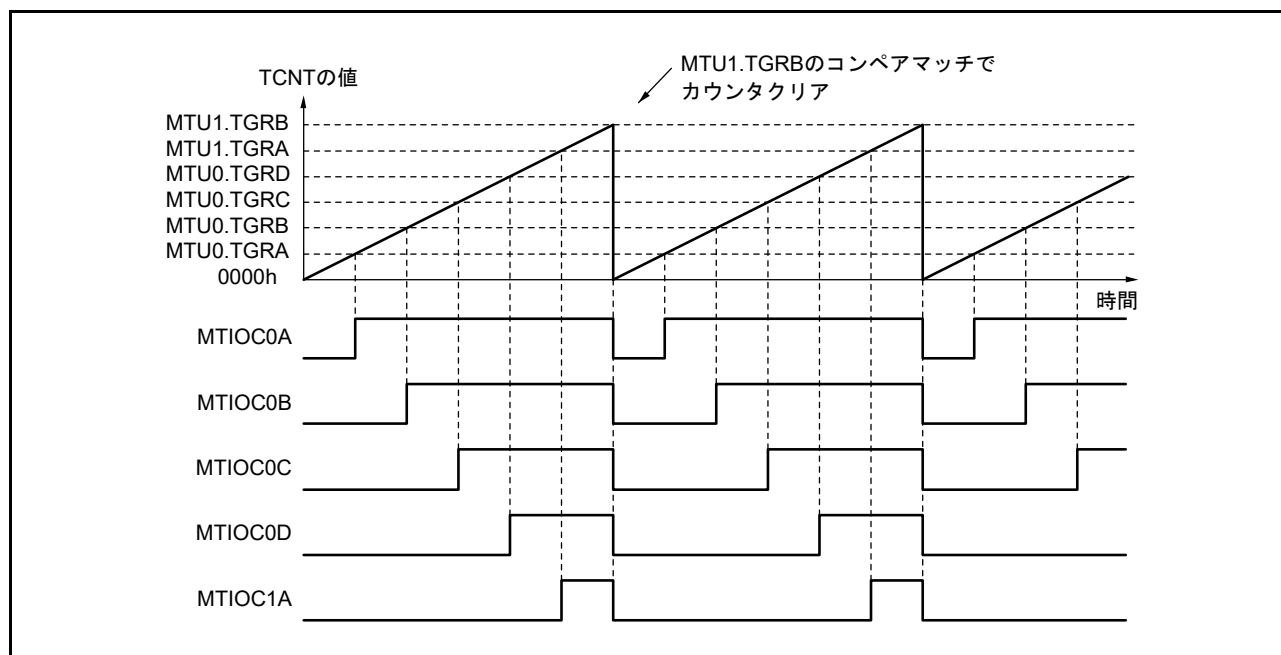 MTU1.TGRBのコンペアマッチで
カウンタクリア
TCNTの値
MTU1.TGRB
MTU1.TGRA
MTU0.TGRD
MTU0.TGRC
MTU0.TGRB
MTU0.TGRA
0000h
時間
MTIOC0A
MTIOC0B
MTIOC0C
MTIOC0D
MTIOC1A